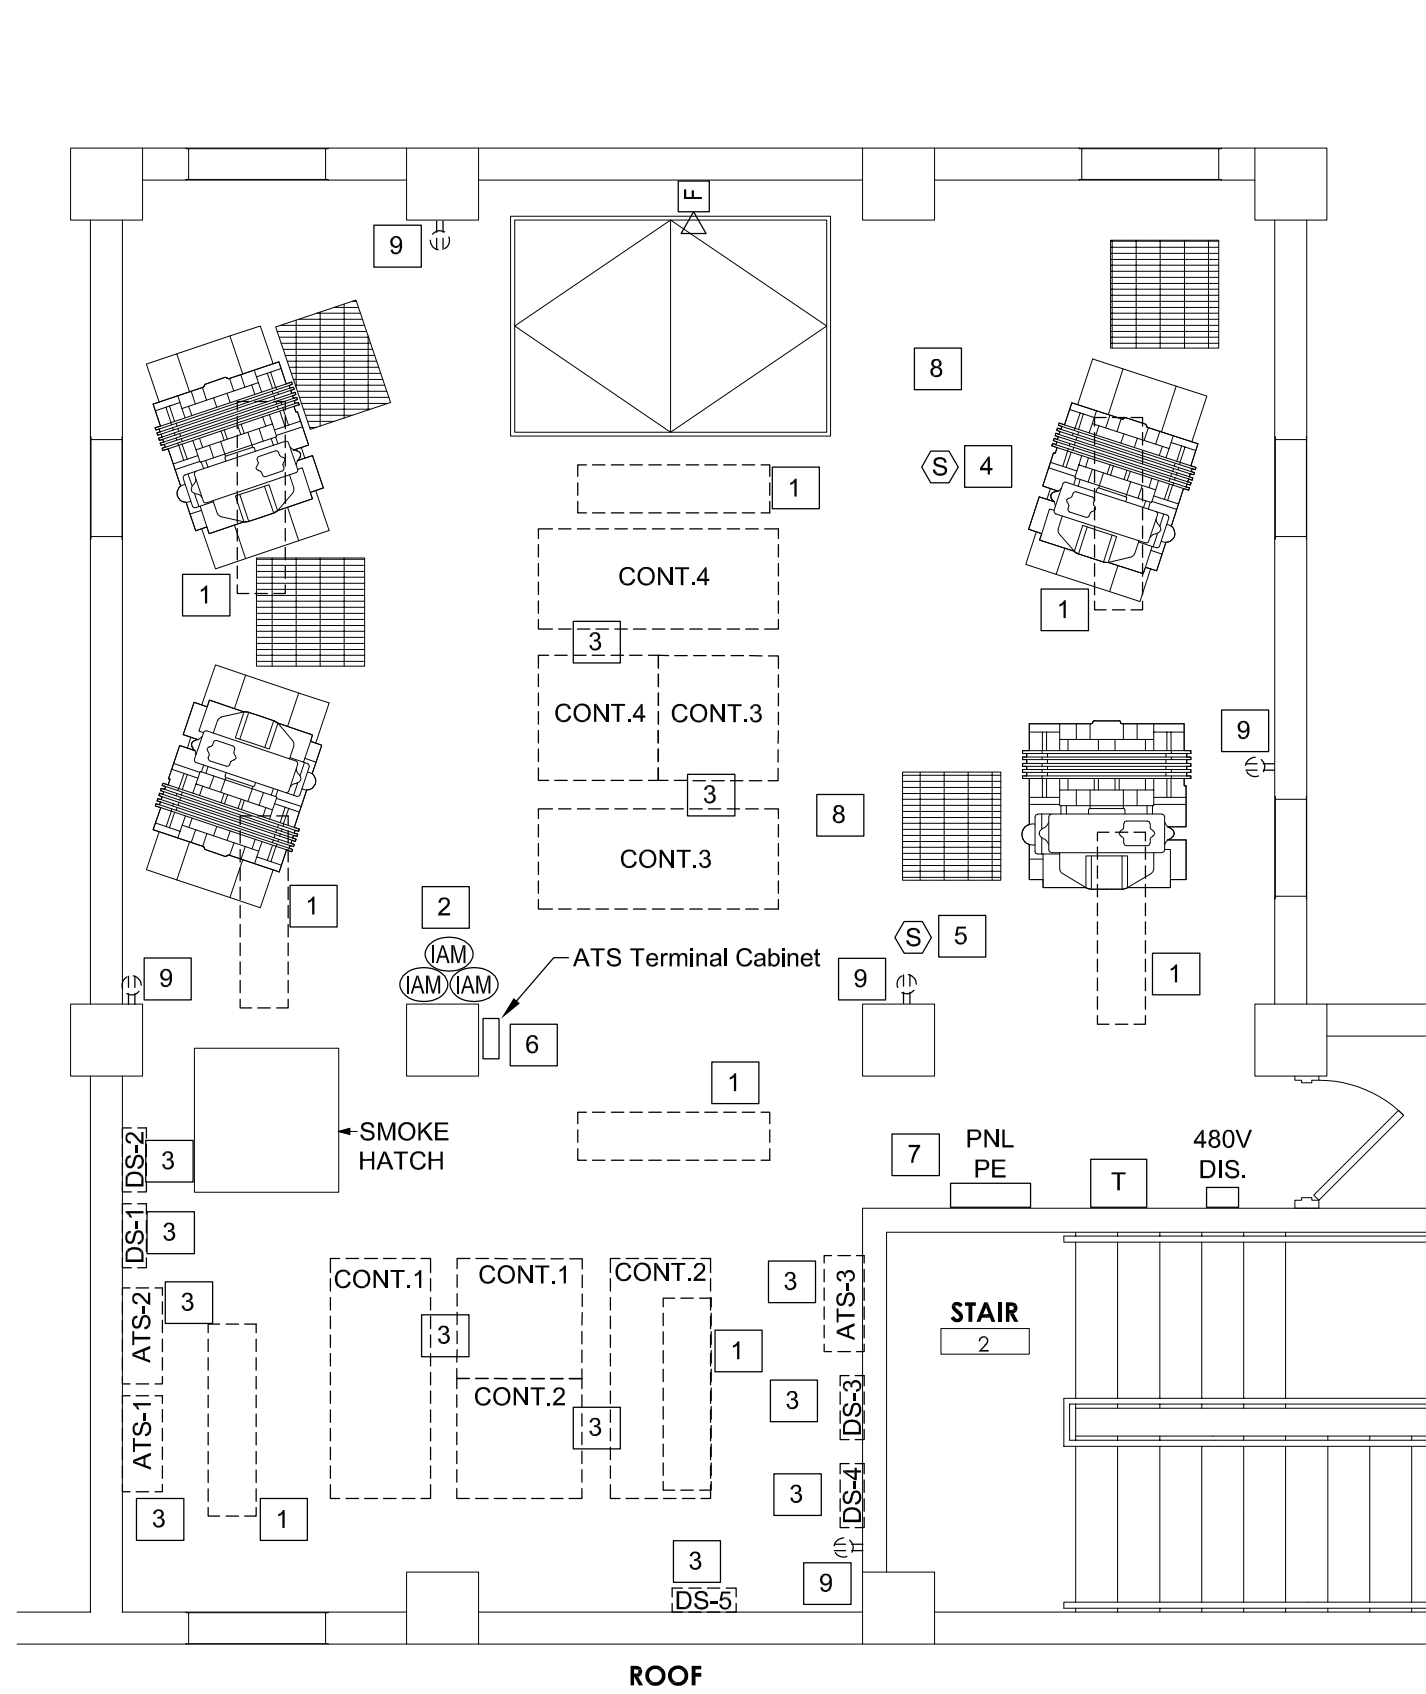 F
9
8
S
4
1
1
CONT.4
1
3
CONT.4
CONT.3
9
3
8
CONT.3
1
2
IAM
IAM
IAM
S
5
ATS Terminal Cabinet
9
9
1
6
1
SMOKE
HATCH
DS-2
3
7
PNL
PE
T
480V
DIS.
DS-1
3
CONT.1
CONT.1
CONT.2
3
ATS-3
ATS-2
3
STAIR
2
3
1
CONT.2
3
DS-3
ATS-1
3
3
DS-4
3
1
3
9
DS-5
1
ROOF